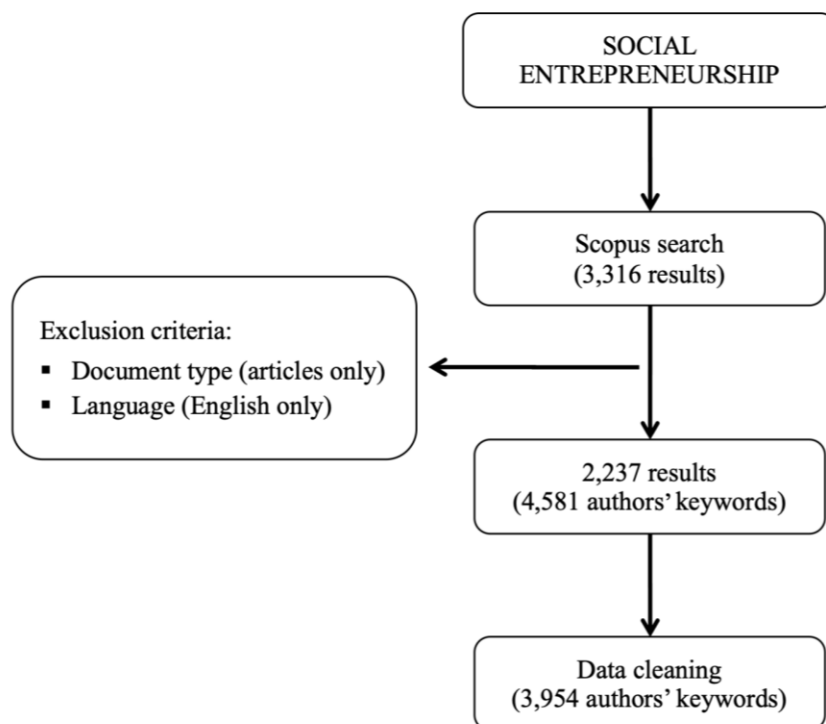 SOCIAL
ENTREPRENEURSHIP
Scopus search
(3,316 results)
Exclusion criteria:
▪ Document type (articles only)
▪ Language (English only)
2,237 results
(4,581 authors’ keywords)
Data cleaning
(3,954 authors’ keywords)